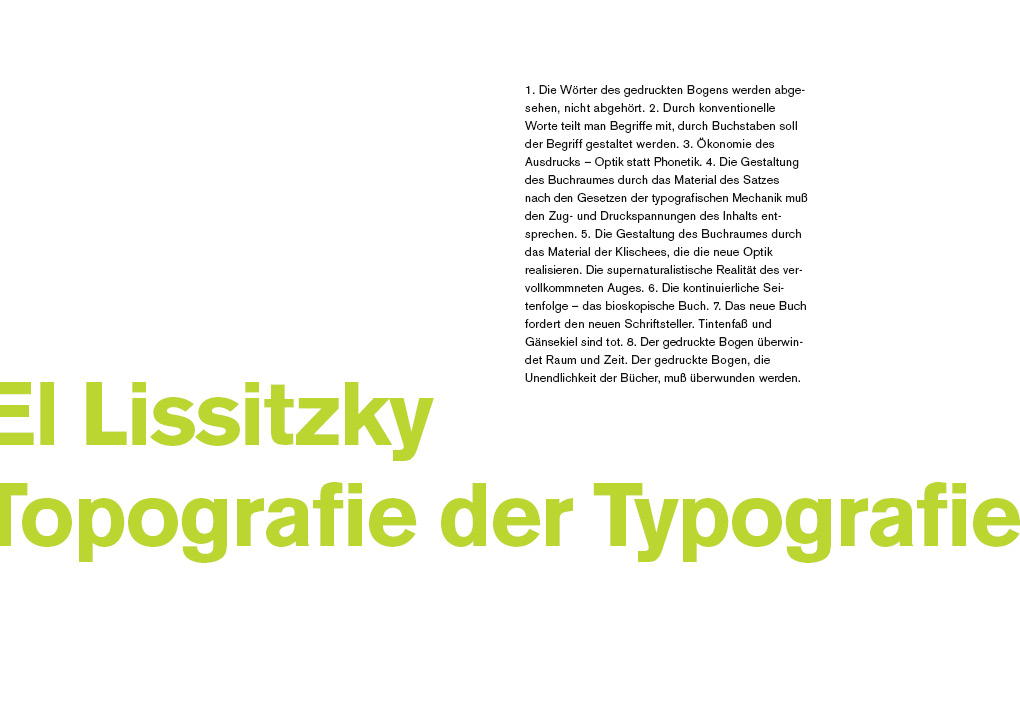 1. Die Wörter des gedruckten Bogens werden abge-
sehen, nicht abgehört. 2. Durch konventionelle
Worte teilt man Begriffe mit, durch Buchstaben soll
der Begriff gestaltet werden. 3. Ökonomie des
Ausdrucks – Optik statt Phonetik. 4. Die Gestaltung
des Buchraumes durch das Material des Satzes
nach den Gesetzen der typografischen Mechanik muß
den Zug- und Druckspannungen des Inhalts ent-
sprechen. 5. Die Gestaltung des Buchraumes durch
das Material der Klischees, die die neue Optik
realisieren. Die supernaturalistische Realität des ver-
vollkommneten Auges. 6. Die kontinuierliche Sei-
tenfolge – das bioskopische Buch. 7. Das neue Buch
fordert den neuen Schriftsteller. Tintenfaß und
Gänsekiel sind tot. 8. Der gedruckte Bogen überwin-
det Raum und Zeit. Der gedruckte Bogen, die
Unendlichkeit der Bücher, muß überwunden werden.
El Lissitzky
Topografie der Typografie